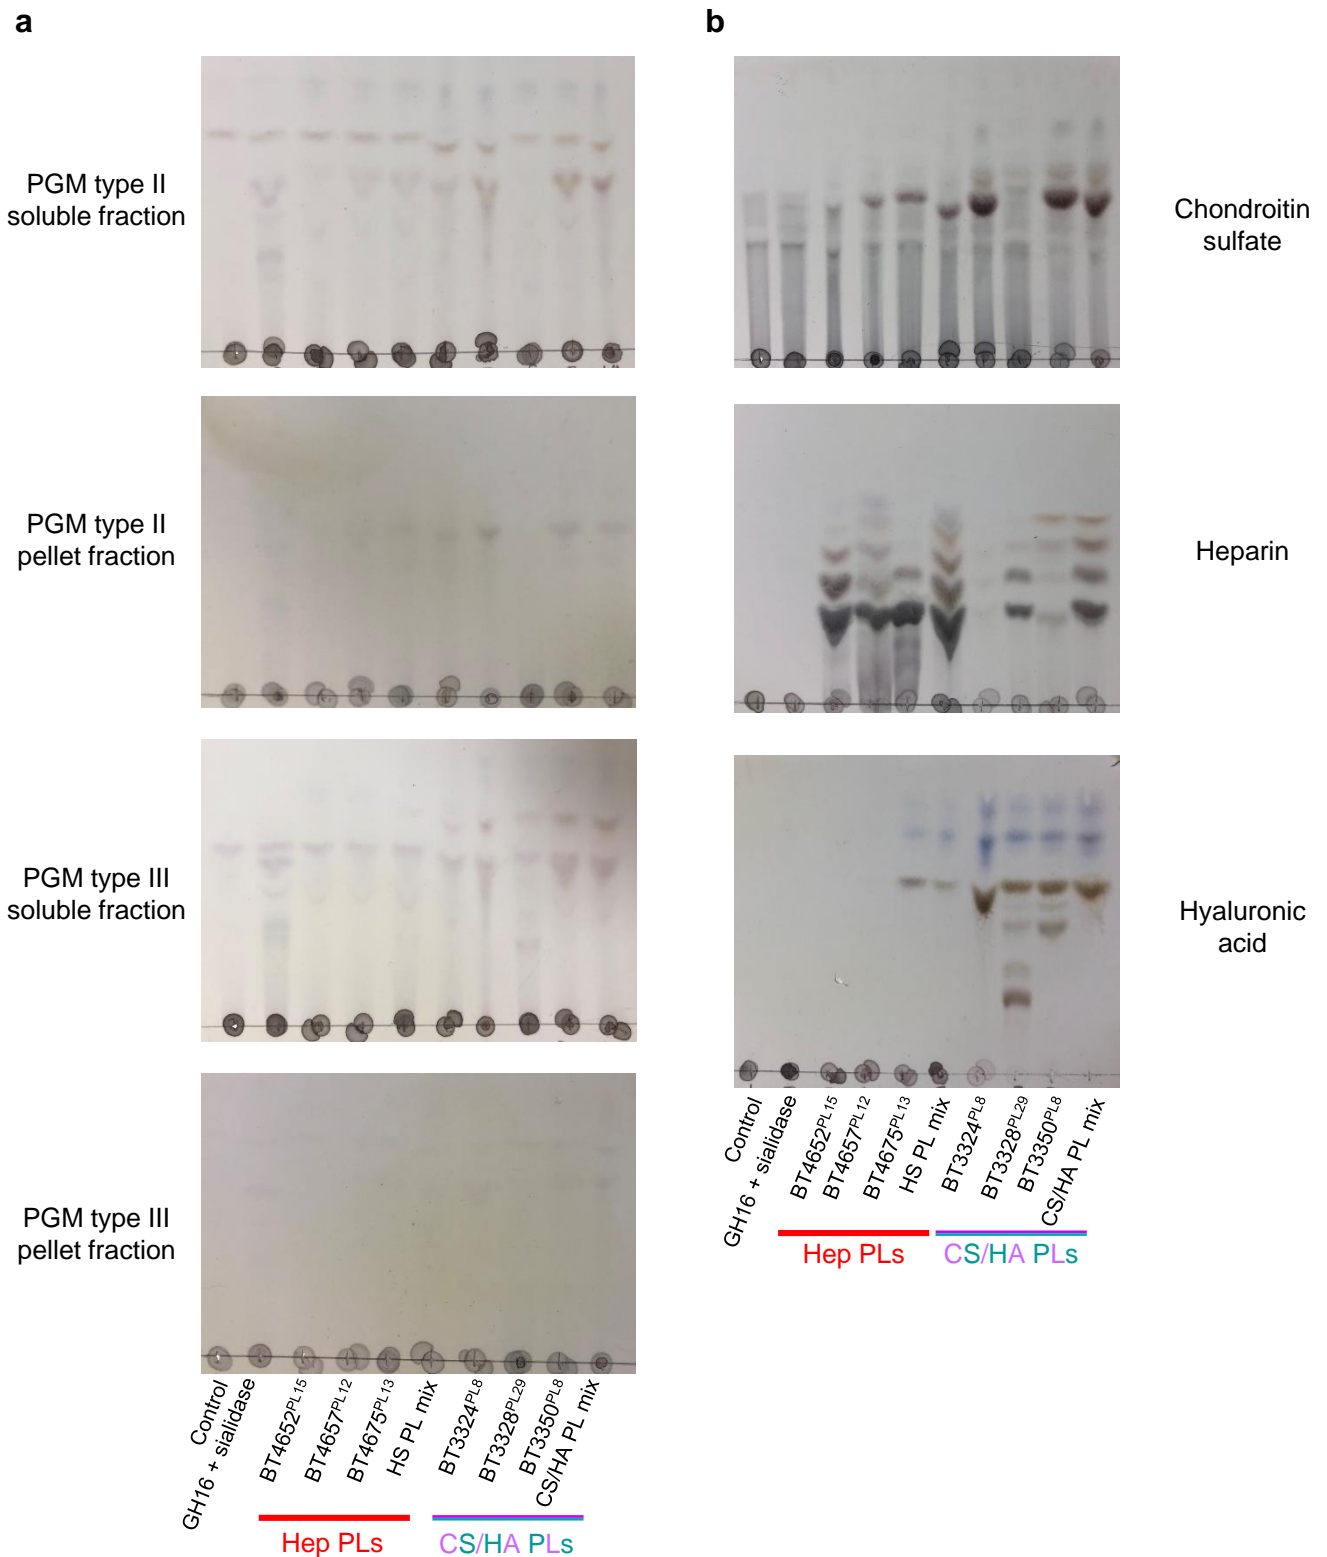 a
b
PGM type II
soluble fraction
PGM type II
pellet fraction
PGM type III
soluble fraction
PGM type III
pellet fraction
Control
GH16 + sialidase
BT4652PL15
BT4657PL12
BT4675PL13
HS PL mix
BT3324PL8
BT3328PL29
BT3350PL8
CS/HA PL mix
Hep PLs
CS/HA PLs
Chondroitin
sulfate
Heparin
Hyaluronic
acid
Control
GH16 + sialidase
BT4652PL15
BT4657PL12
BT4675PL13
HS PL mix
BT3324PL8
BT3328PL29
BT3350PL8
CS/HA PL mix
Hep PLs
CS/HA PLs